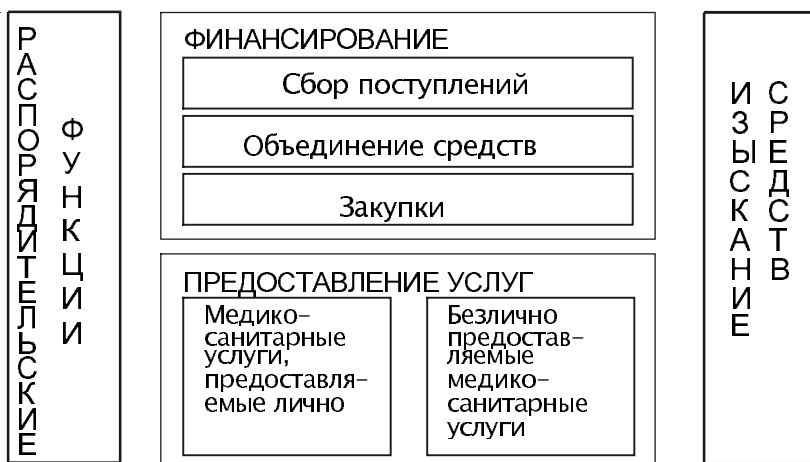 РАСПОРЯДИТЕЛЬСКИЕ
ФУНКЦИИ
ФИНАНСИРОВАНИЕ
Сбор поступлений
Объединение средств
Закупки
ПРЕДОСТАВЛЕНИЕ УСЛУГ
Медико-
санитарные
услуги,
предоставля-
емые лично
Безлично
предостав-
ляемые
медико-
санитарные
услуги
ИЗЫСКАНИЕ
СРЕДСТВ